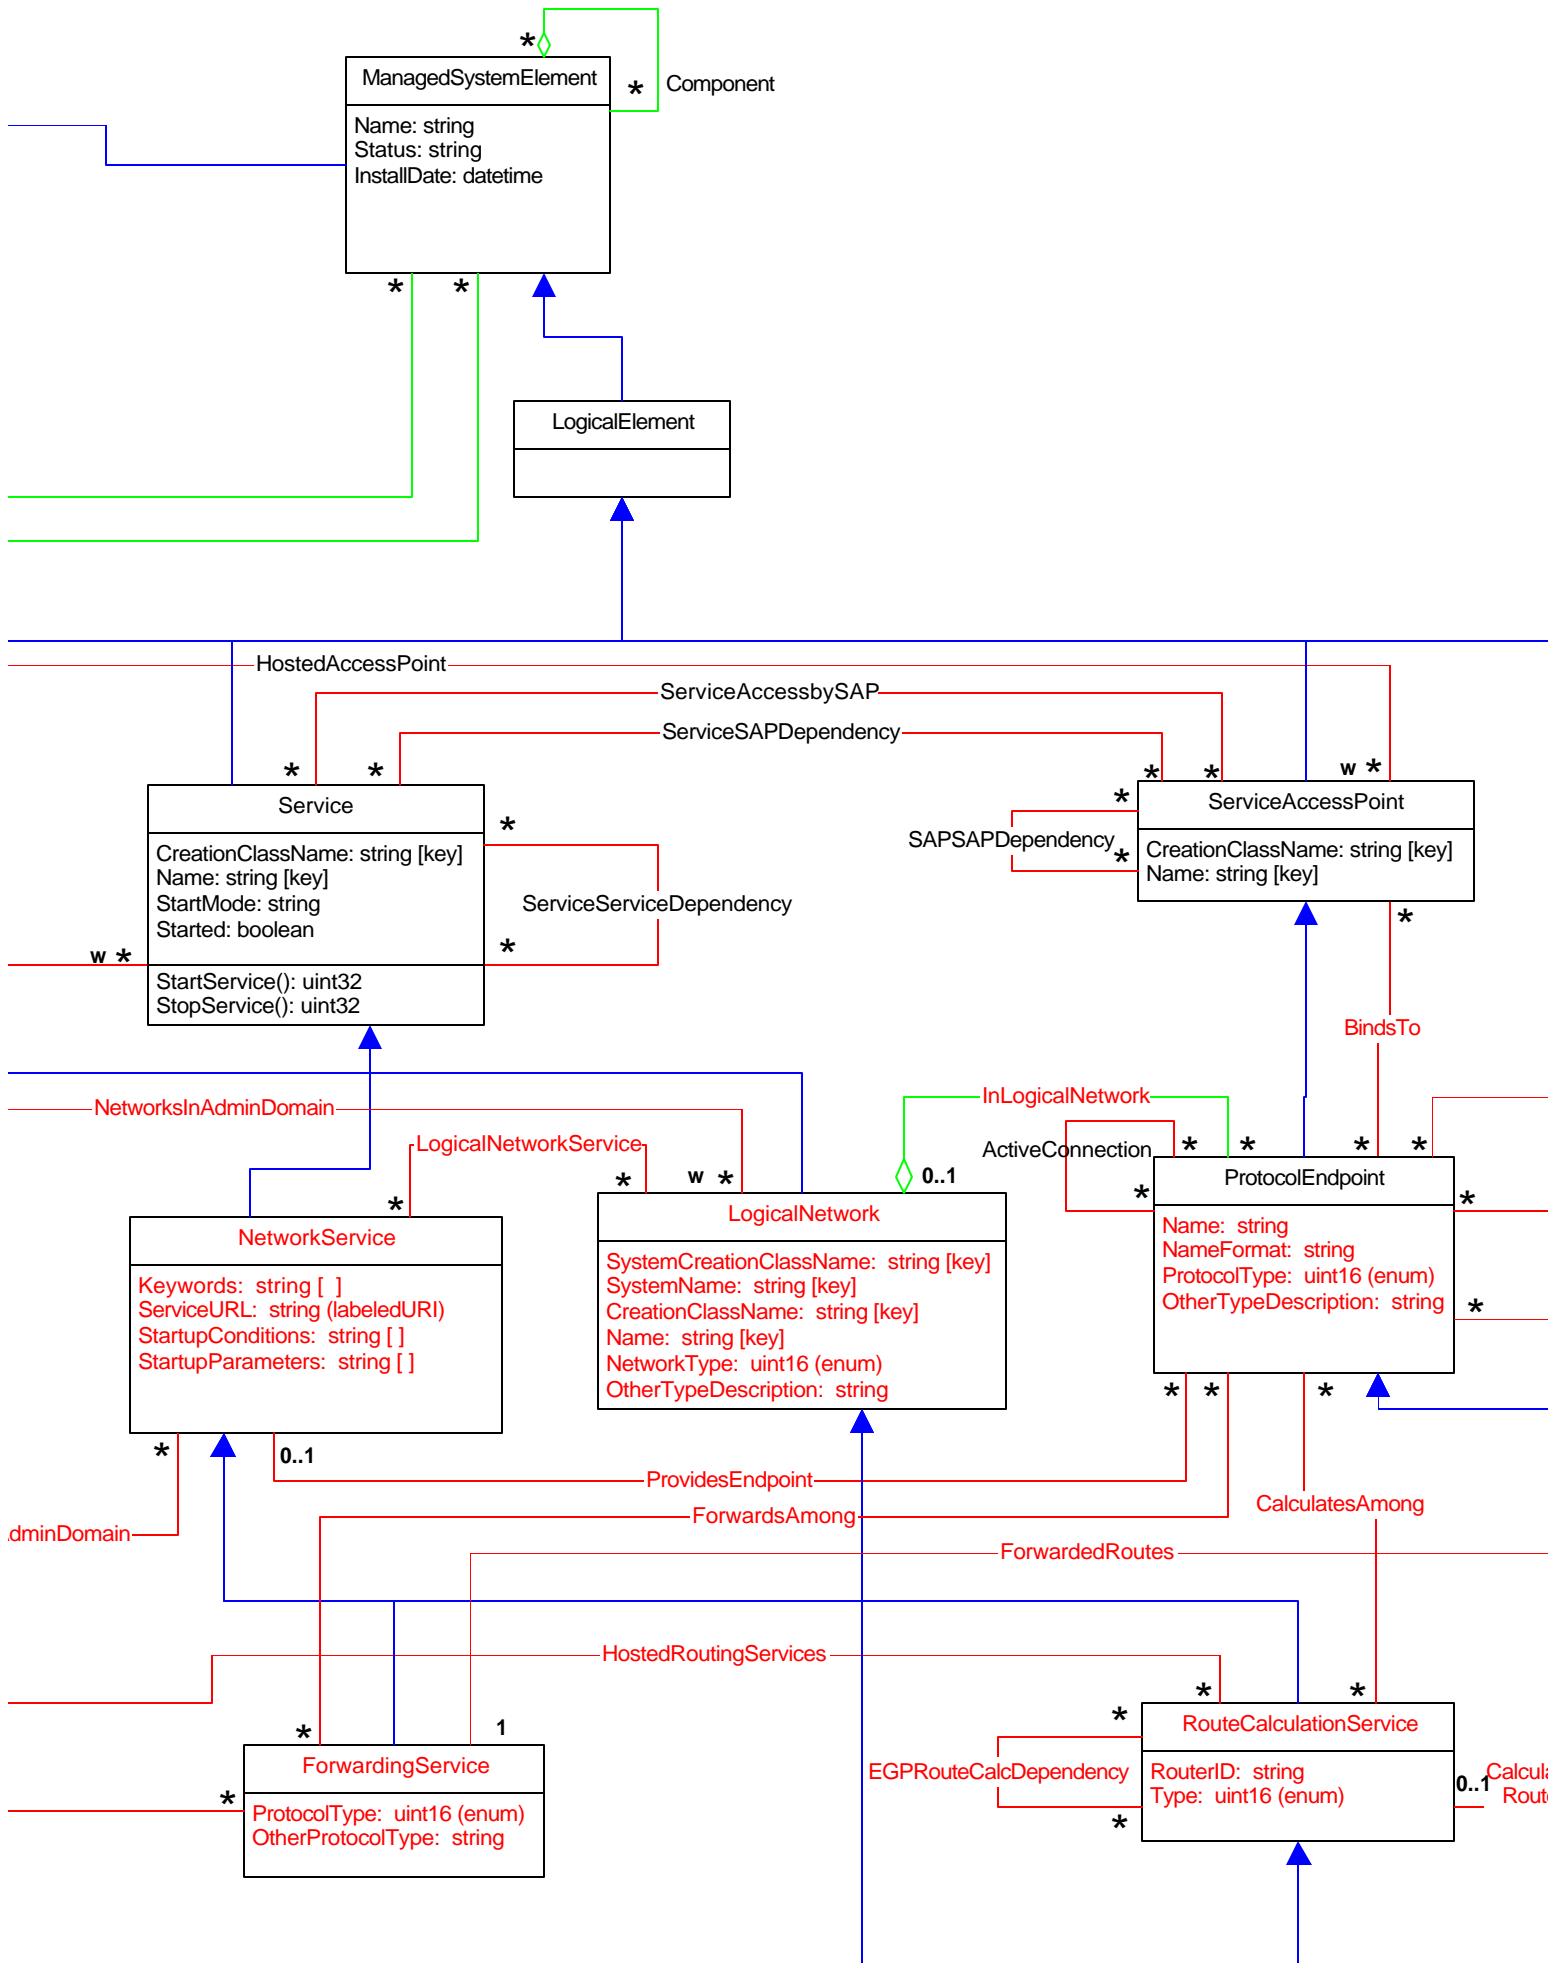 *
ManagedSystemElement
*
Component
Name: string
Status: string
InstallDate: datetime
*
*
LogicalElement
HostedAccessPoint
ServiceAccessbySAP
ServiceSAPDependency
*
*
*
*
w *
Service
*
CreationClassName: string [key]
Name: string [key]
StartMode: string
Started: boolean
ServiceServiceDependency
*
w *
StartService(): uint32
StopService(): uint32
*
ServiceAccessPoint
SAPSAPDependency
*
CreationClassName: string [key]
Name: string [key]
*
BindsTo
NetworksInAdminDomain
LogicalNetworkService
InLogicalNetwork
ActiveConnection
*
*
w *
0..1
*
*
*
*
*
*
NetworkService
Keywords: string [ ]
ServiceURL: string (labeledURI)
StartupConditions: string [ ]
StartupParameters: string [ ]
LogicalNetwork
SystemCreationClassName: string [key]
SystemName: string [key]
CreationClassName: string [key]
Name: string [key]
NetworkType: uint16 (enum)
OtherTypeDescription: string
ProtocolEndpoint
Name: string
NameFormat: string
ProtocolType: uint16 (enum)
OtherTypeDescription: string
*
*
*
*
*
0..1
ProvidesEndpoint
ForwardsAmong
CalculatesAmong
dminDomain
ForwardedRoutes
HostedRoutingServices
*
1
*
*
ForwardingService
*
ProtocolType: uint16 (enum)
OtherProtocolType: string
*
RouteCalculationService
EGPRouteCalcDependency
*
RouterID: string
Type: uint16 (enum)
0..1
Calcula
Route